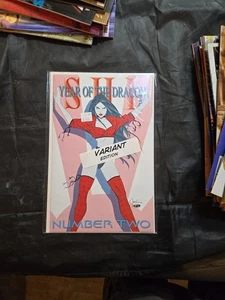 SHI
YEAR OF THE DRAGON
VARIANT
EDITION
NUMBER TWO